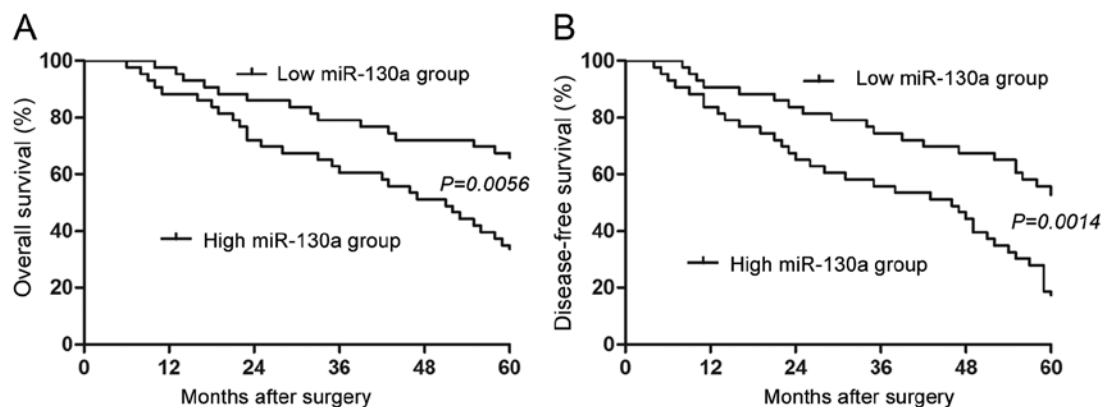 A
Overall survival (%)
100
80
60
40
20
0
Low miR-130a group
P=0.0056
High miR-130a group
0 12 24 36 48 60
Months after surgery
B
Disease-free survival (%)
100
80
60
40
20
0
Low miR-130a group
P=0.0014
High miR-130a group
0 12 24 36 48 60
Months after surgery